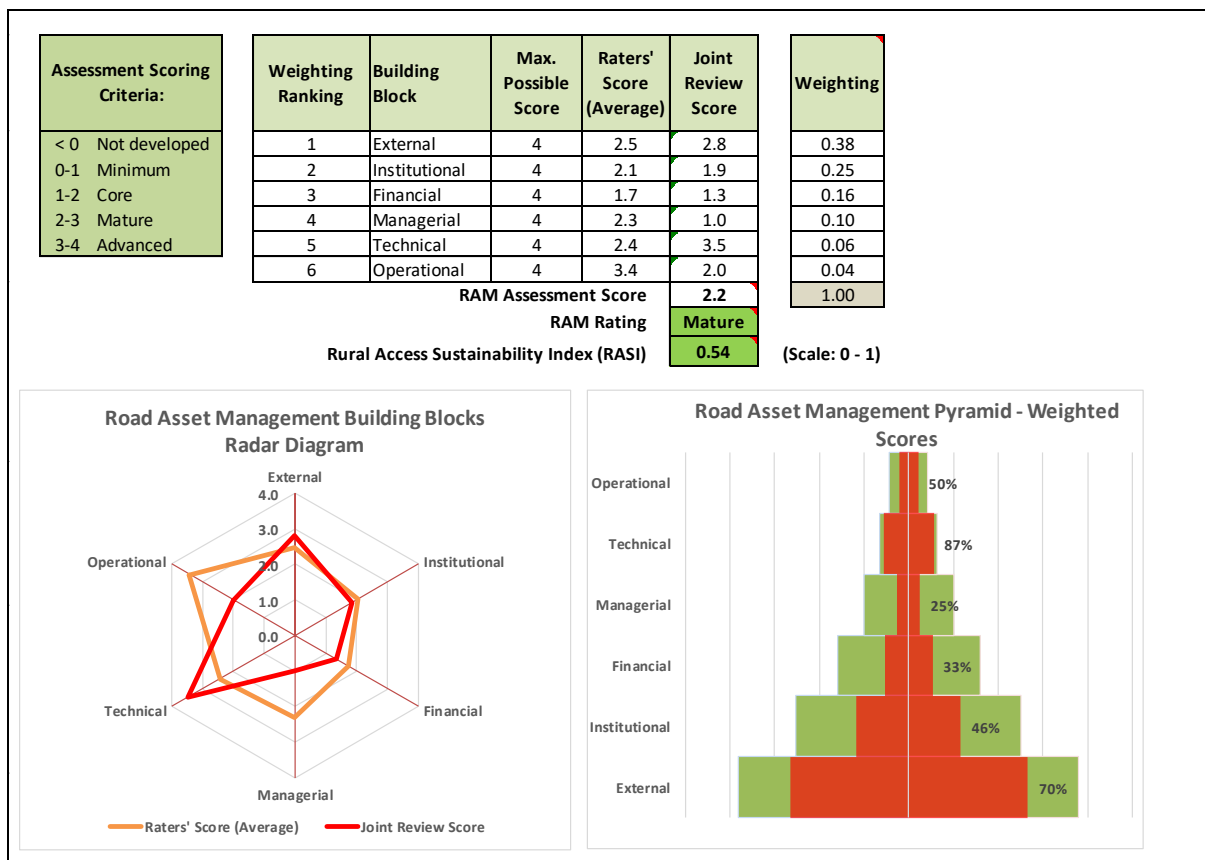 Assessment Scoring
Criteria:
< 0 Not developed
0-1 Minimum
1-2 Core
2-3 Mature
3-4 Advanced
Weighting Ranking Building Block Max. Possible Score Raters' Score (Average) Joint Review Score Weighting
1 External 4 2.5 2.8 0.38
2 Institutional 4 2.1 1.9 0.25
3 Financial 4 1.7 1.3 0.16
4 Managerial 4 2.3 1.0 0.10
5 Technical 4 2.4 3.5 0.06
6 Operational 4 3.4 2.0 0.04
RAM Assessment Score 2.2 1.00
RAM Rating Mature
Rural Access Sustainability Index (RASI) 0.54 (Scale: 0 - 1)
Road Asset Management Building Blocks
Radar Diagram
External
4.0
3.0
2.0
1.0
0.0
Operational
Institutional
Technical
Financial
Managerial
Raters' Score (Average) Joint Review Score
Road Asset Management Pyramid - Weighted
Scores
Operational 50%
Technical 87%
Managerial 25%
Financial 33%
Institutional 46%
External 70%